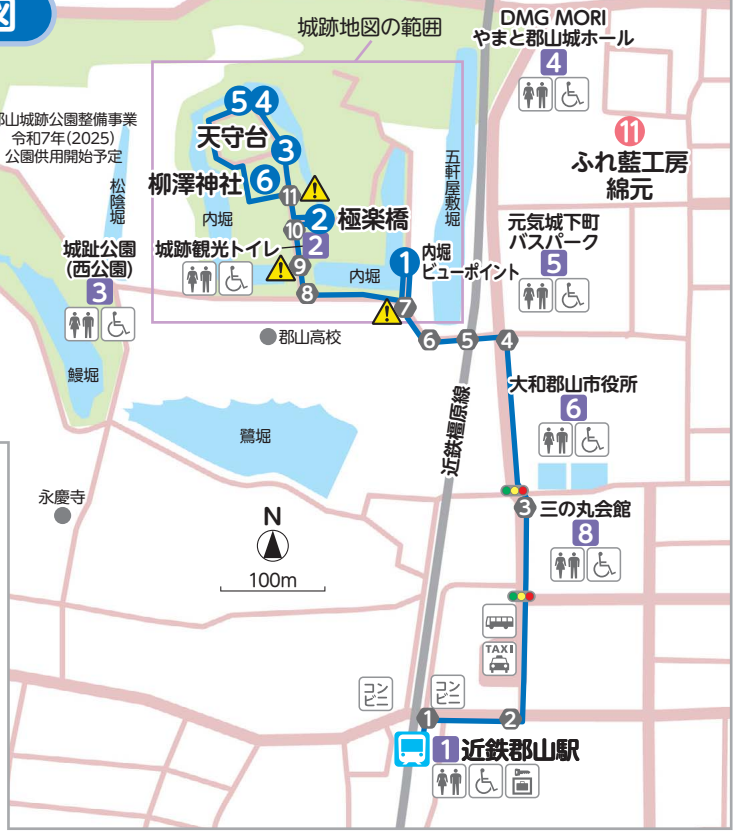 図
城跡地図の範囲
DMG MORI
やまと郡山城ホール
4
郡山城跡公園整備事業
令和7年(2025)
公園供用開始予定
5 4
天守台
3
11
ふれ藍工房
綿元
松陰堀
柳澤神社 6
11
五軒屋敷堀
内堀
2 極楽橋
10
元気城下町
バスパーク
5
城跡観光トイレ 2
城址公園
(西公園)
3
9
内堀
1
内堀
ビューポイント
8
7
郡山高校
6 5 4
鰻堀
大和郡山市役所
6
近鉄橿原線
鷺堀
永慶寺
N
100m
3 三の丸会館
8
TAXI
コン
ビニ
コン
ビニ
1 2
1 近鉄郡山駅